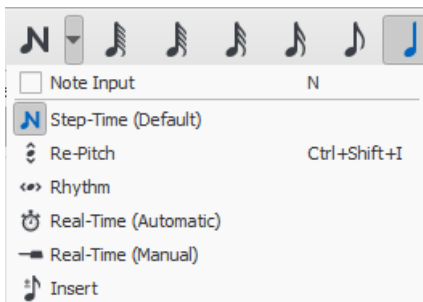 N
Note Input N
Step-Time (Default)
Re-Pitch Ctrl+Shift+I
Rhythm
Real-Time (Automatic)
Real-Time (Manual)
Insert